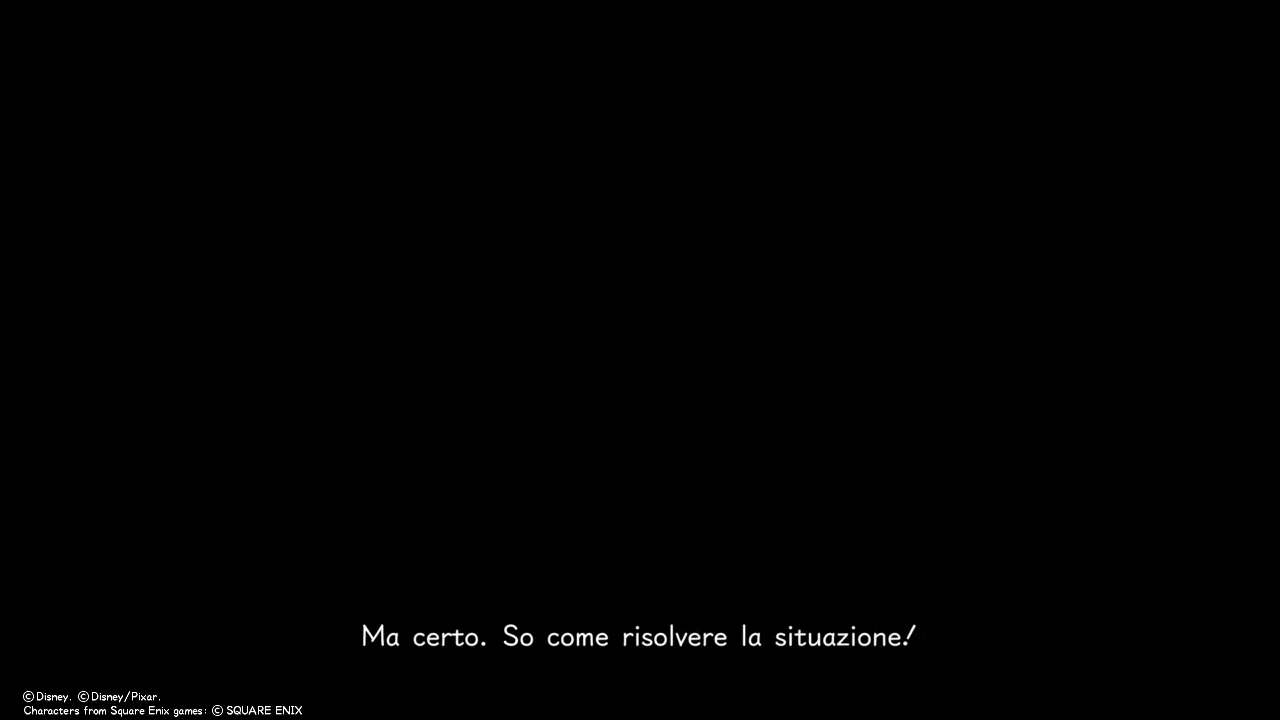 Ma certo. So come risolvere la situazione!
©Disney. ©Disney/Pixar.
Characters from Square Enix games: © SQUARE ENIX